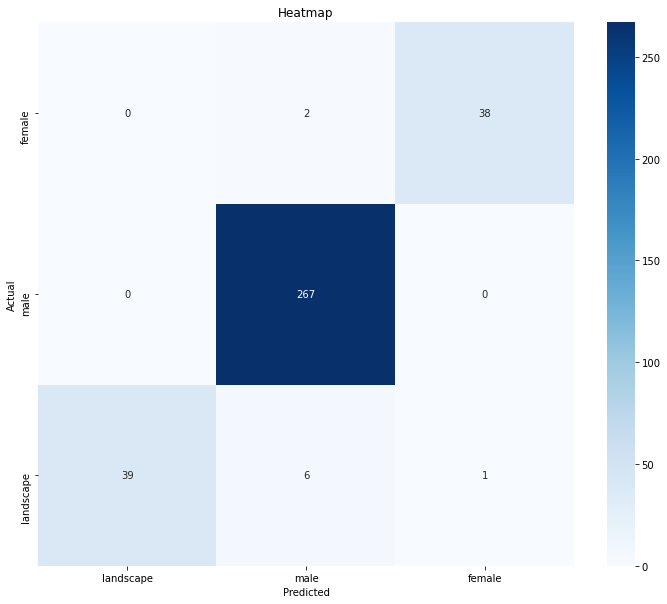 Heatmap
Actual
female
0 2 38
male
0 267 0
landscape
39 6 1
landscape male female
Predicted
250
200
150
100
50
0